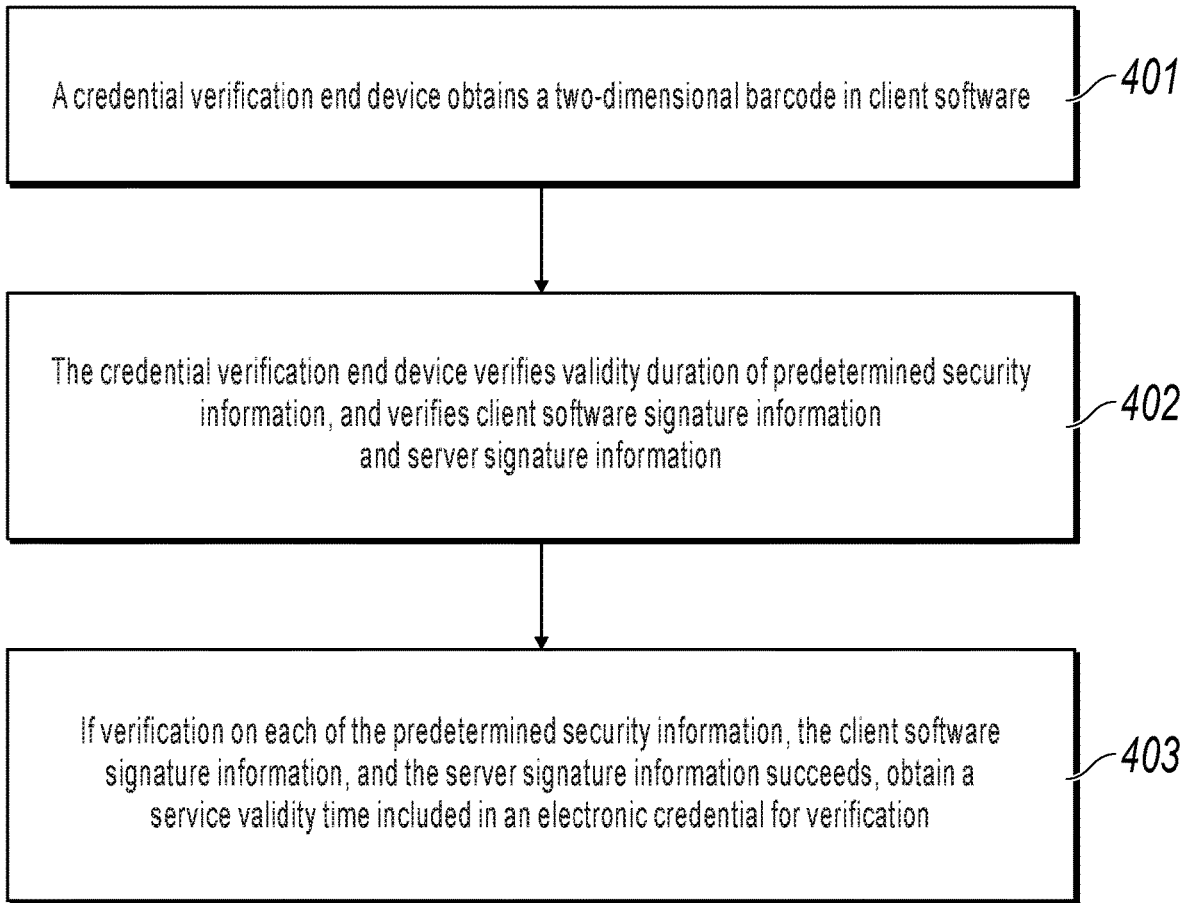 A credential verification end device obtains a two-dimensional barcode in client software
401
The credential verification end device verifies validity duration of predetermined security
information, and verifies client software signature information
and server signature information
402
If verification on each of the predetermined security information, the client software
signature information, and the server signature information succeeds, obtain a
service validity time included in an electronic credential for verification
403